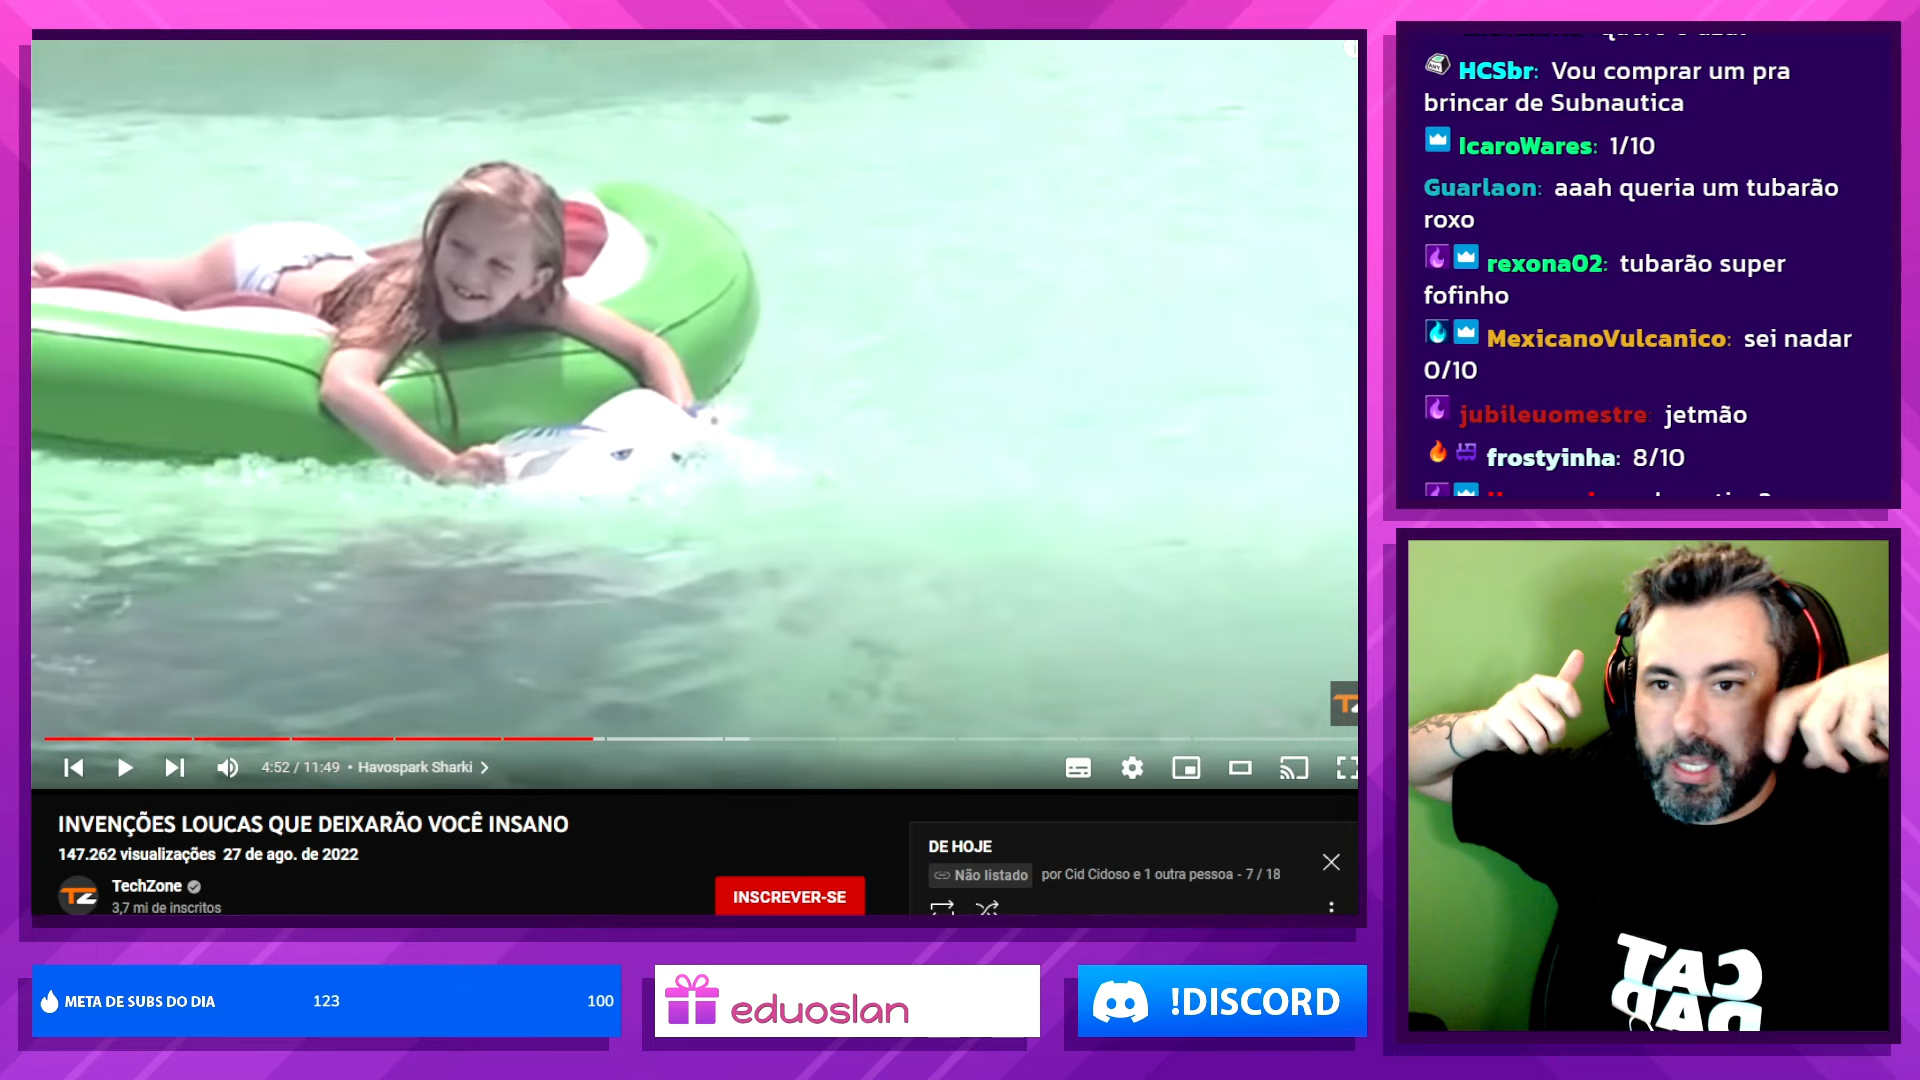 HCSbr: Vou comprar um pra
brincar de Subnautica
IcaroWares: 1/10
Guarlaon: aaah queria um tubarão
roxo
rexona02: tubarão super
fofinho
MexicanoVulcanico: sei nadar
0/10
jubileuomestre: jetmão
frostyinha: 8/10
TZ
4:52 / 11:49 • Havospark Sharki
INVENÇÕES LOUCAS QUE DEIXARÃO VOCÊ INSANO
147.262 visualizações 27 de ago. de 2022
TZ
TechZone
3,7 mi de inscritos
INSCREVER-SE
DE HOJE
Não listado por Cid Cidoso e 1 outra pessoa - 7 / 18
META DE SUBS DO DIA 123 100
eduoslan
!DISCORD
CAT
DAD